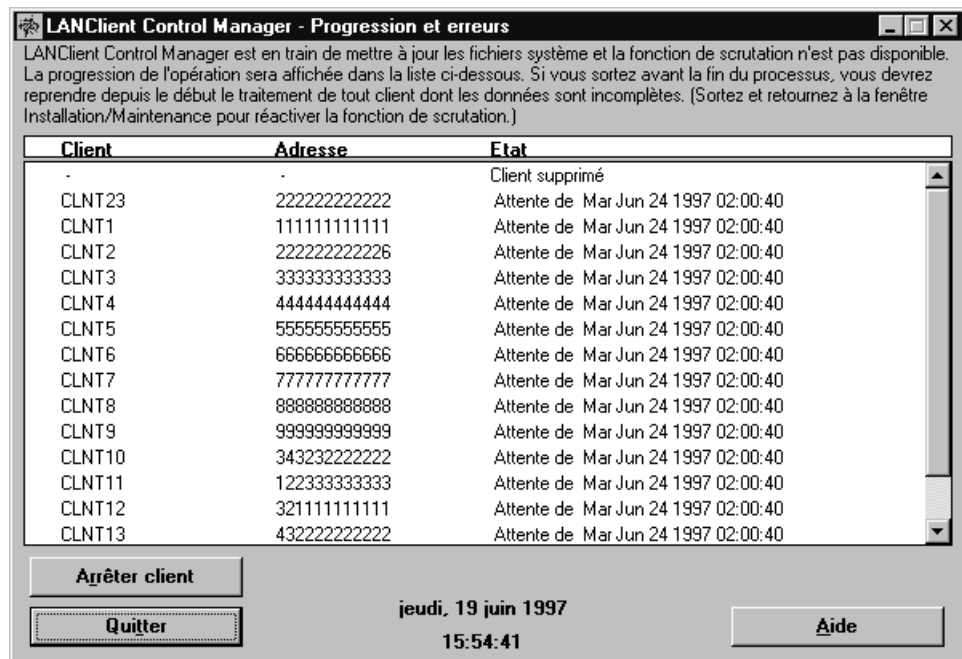 LANClient Control Manager - Progression et erreurs
LANClient Control Manager est en train de mettre à jour les fichiers système et la fonction de scrutation n'est pas disponible.
La progression de l'opération sera affichée dans la liste ci-dessous. Si vous sortez avant la fin du processus, vous devrez
reprendre depuis le début le traitement de tout client dont les données sont incomplètes. (Sortez et retournez à la fenêtre
Installation/Maintenance pour réactiver la fonction de scrutation.)
Client Adresse Etat
- - Client supprimé
CLNT23 222222222222 Attente de Mar Jun 24 1997 02:00:40
CLNT1 111111111111 Attente de Mar Jun 24 1997 02:00:40
CLNT2 222222222226 Attente de Mar Jun 24 1997 02:00:40
CLNT3 333333333333 Attente de Mar Jun 24 1997 02:00:40
CLNT4 444444444444 Attente de Mar Jun 24 1997 02:00:40
CLNT5 555555555555 Attente de Mar Jun 24 1997 02:00:40
CLNT6 666666666666 Attente de Mar Jun 24 1997 02:00:40
CLNT7 777777777777 Attente de Mar Jun 24 1997 02:00:40
CLNT8 888888888888 Attente de Mar Jun 24 1997 02:00:40
CLNT9 999999999999 Attente de Mar Jun 24 1997 02:00:40
CLNT10 343232222222 Attente de Mar Jun 24 1997 02:00:40
CLNT11 122333333333 Attente de Mar Jun 24 1997 02:00:40
CLNT12 321111111111 Attente de Mar Jun 24 1997 02:00:40
CLNT13 432222222222 Attente de Mar Jun 24 1997 02:00:40
Arrêter client
Quitter
jeudi, 19 juin 1997
15:54:41
Aide